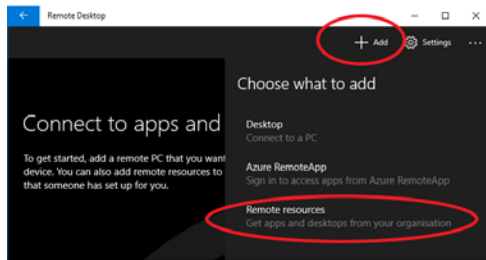 Remote Desktop
Add
Settings
Choose what to add
Connect to apps and
To get started, add a remote PC that you want
device. You can also add remote resources to
that someone has set up for you.
Desktop
Connect to a PC
Azure RemoteApp
Sign in to access apps from Azure RemoteApp
Remote resources
Get apps and desktops from your organisation